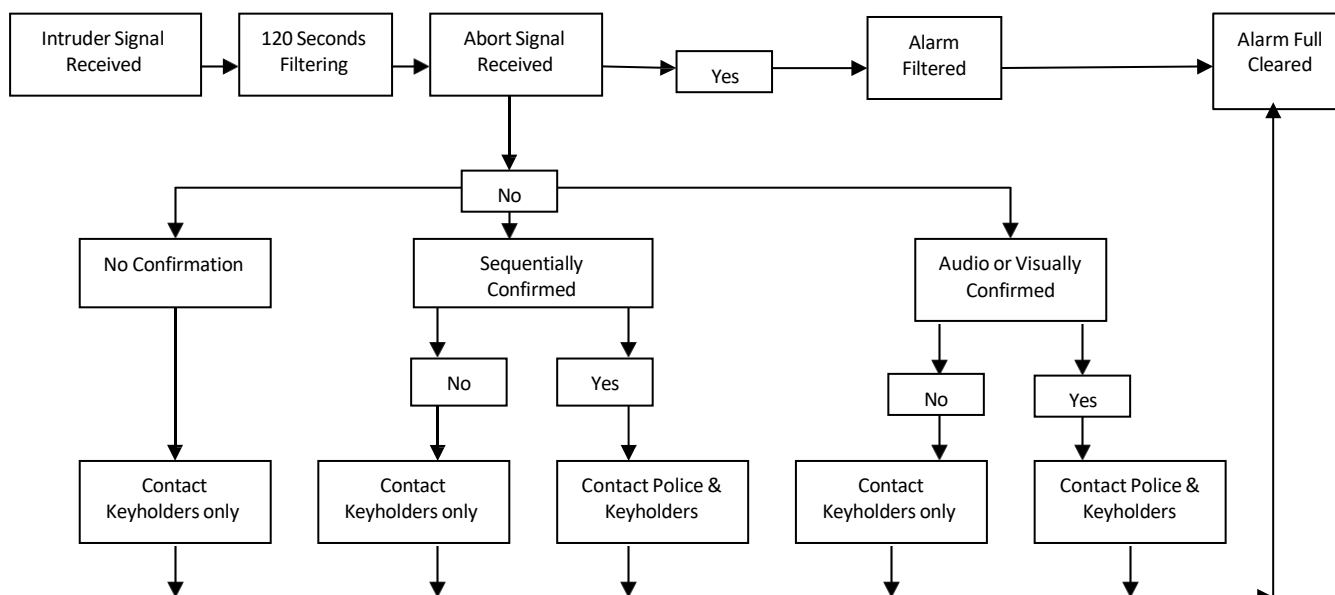 Intruder Signal
Received
120 Seconds
Filtering
Abort Signal
Received
Yes
Alarm
Filtered
Alarm Full
Cleared
No
No Confirmation
Sequentially
Confirmed
Audio or Visually
Confirmed
No
Yes
No
Yes
Contact
Keyholders only
Contact
Keyholders only
Contact Police &
Keyholders
Contact
Keyholders only
Contact Police &
Keyholders